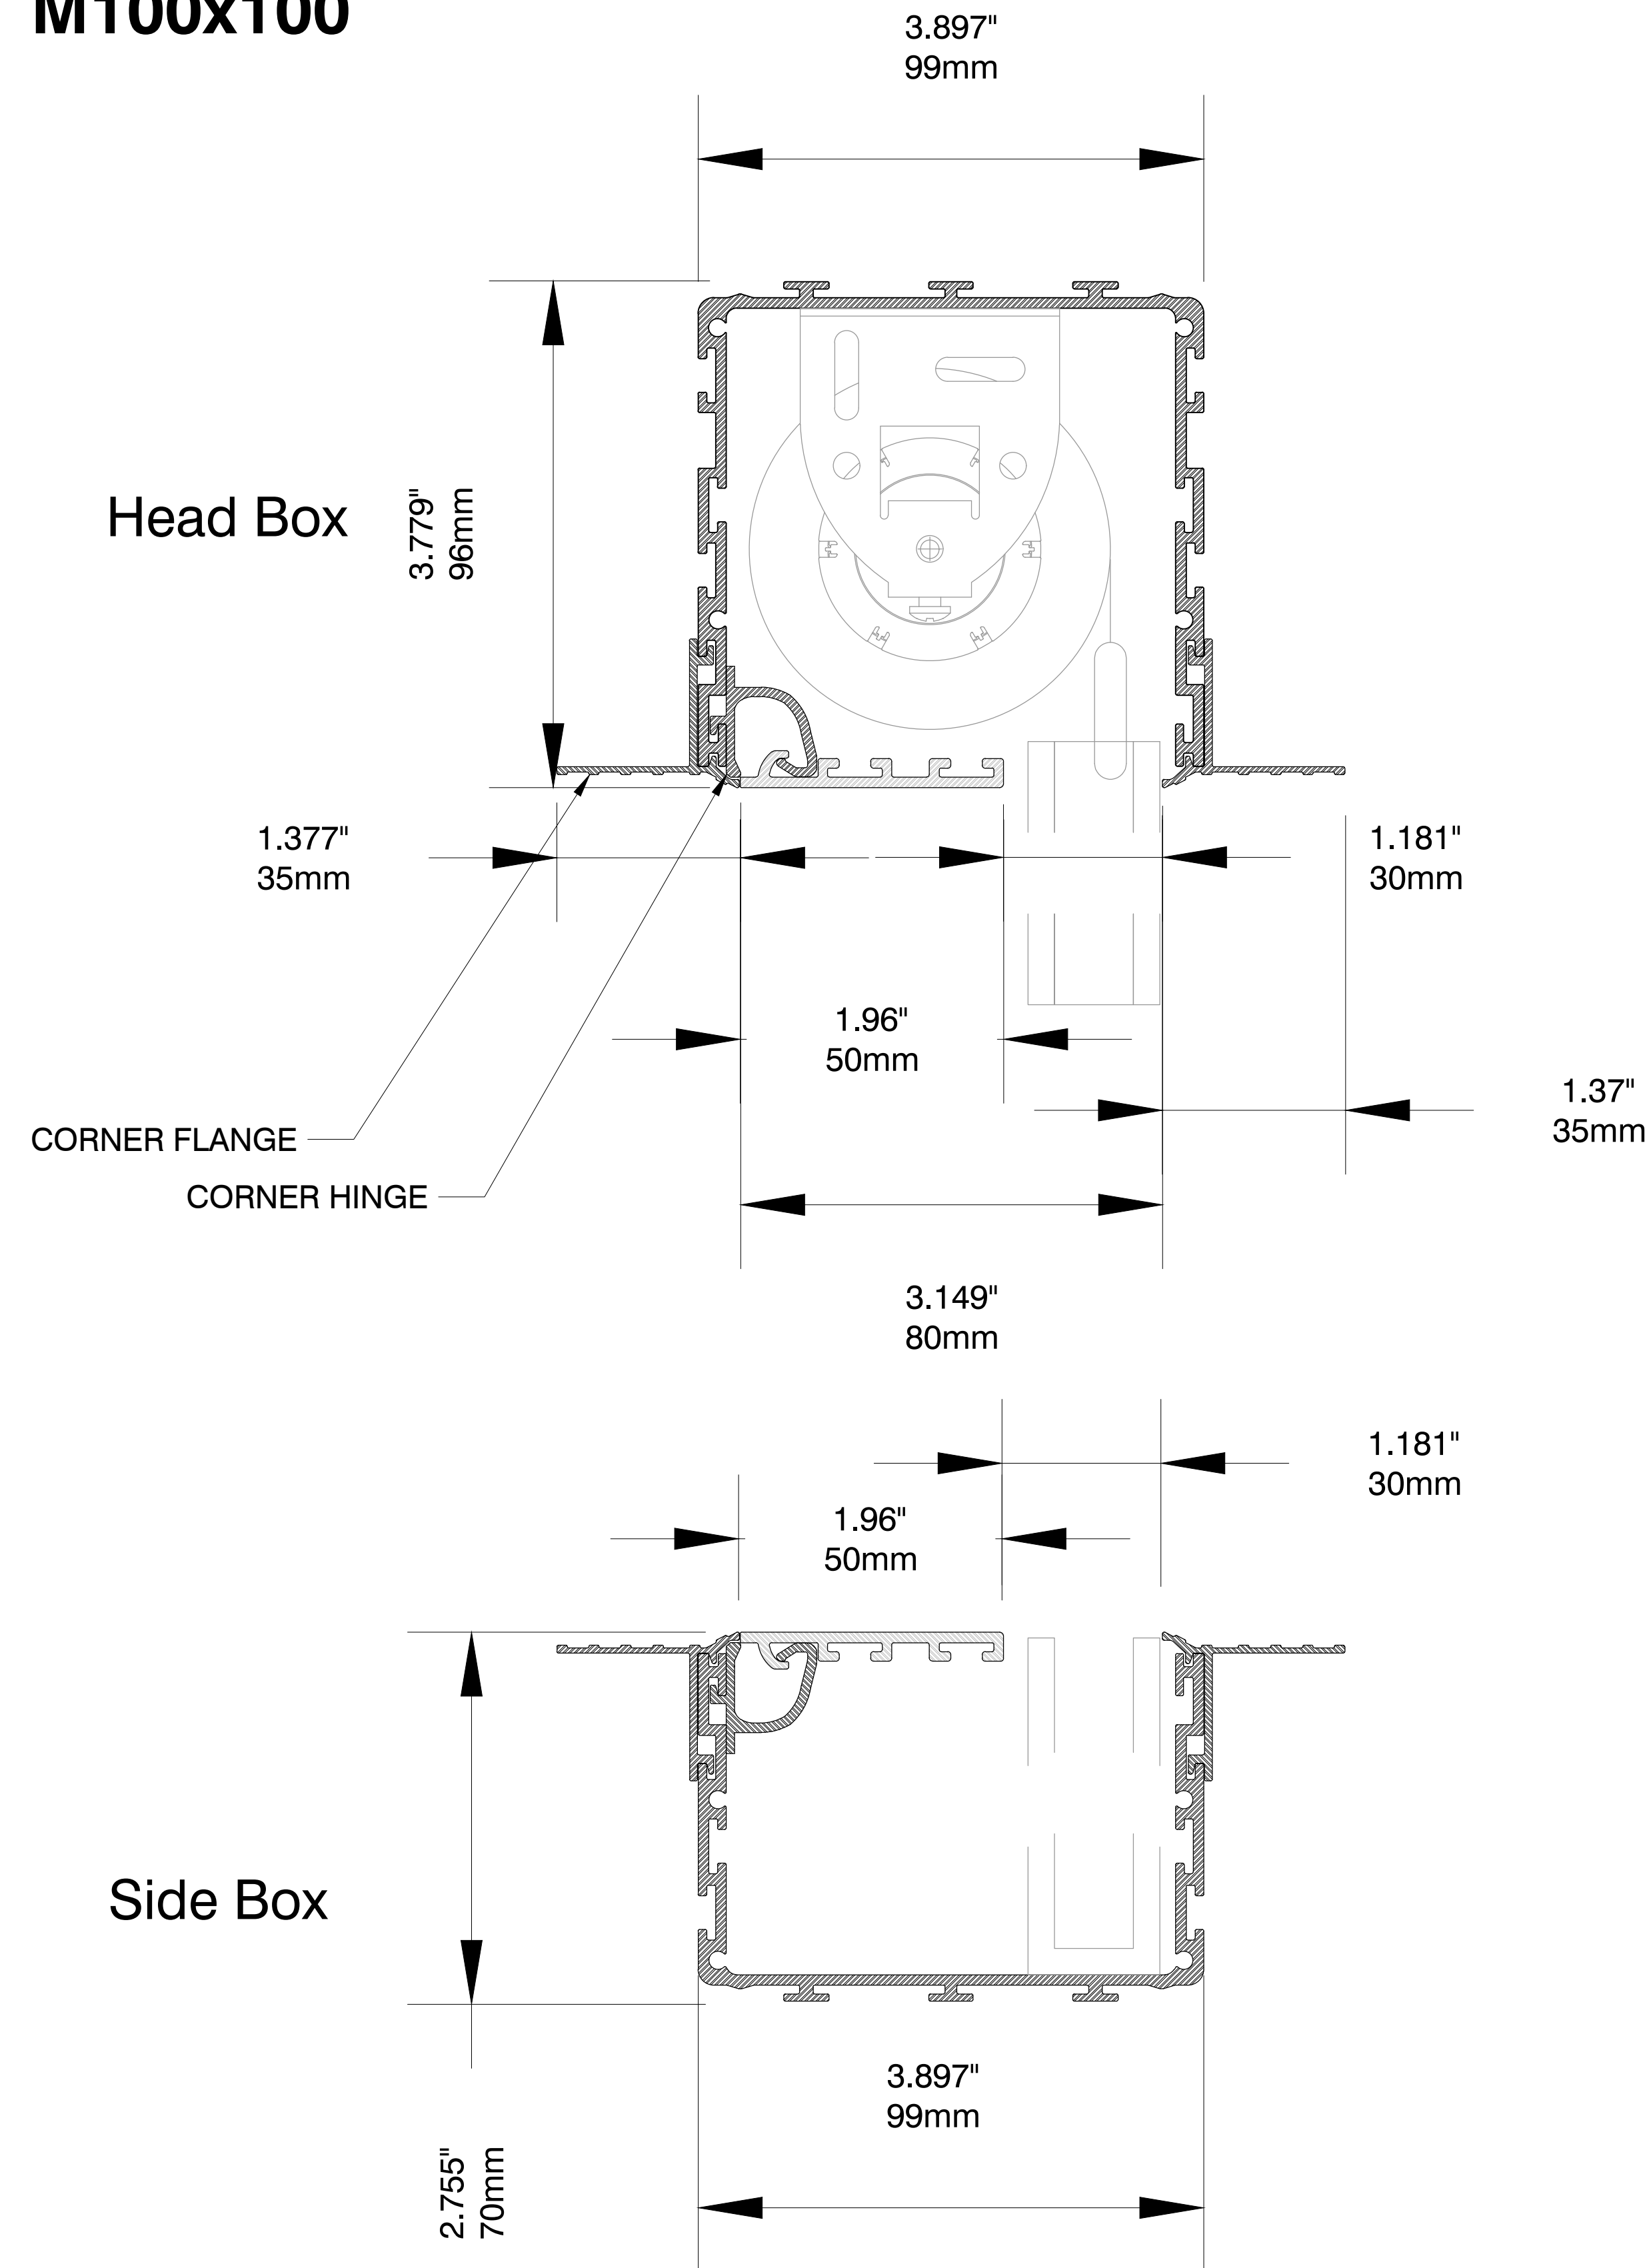 M100x100
3.897"
99mm
Head Box
3.779"
96mm
1.377"
35mm
1.181"
30mm
1.96"
50mm
1.37"
35mm
CORNER FLANGE
CORNER HINGE
3.149"
80mm
1.181"
30mm
1.96"
50mm
Side Box
3.897"
99mm
2.755"
70mm